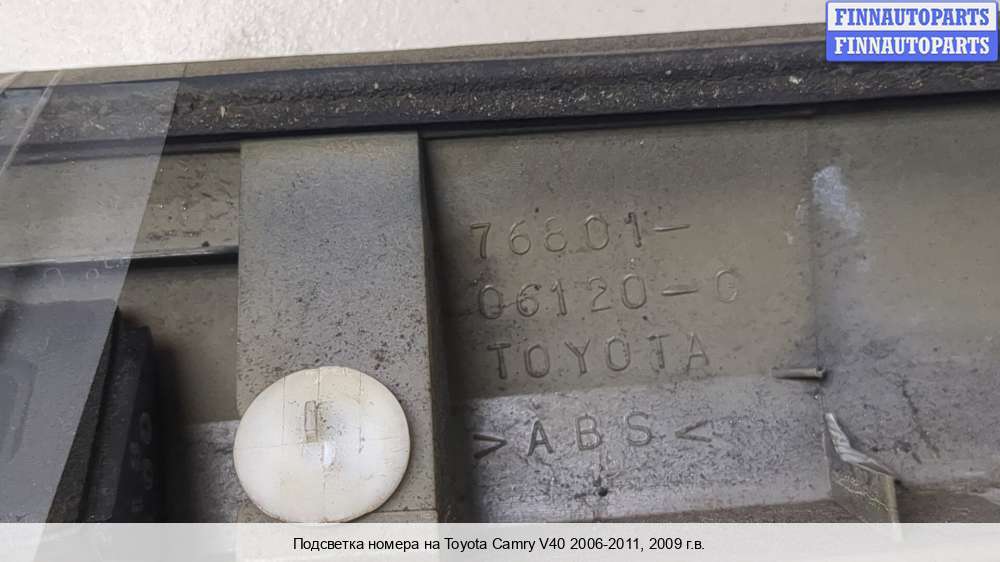 FINNAUTOPARTS
FINNAUTOPARTS
76801-
06120-0
TOYOTA
>ABS<
Подсветка номера на Toyota Camry V40 2006-2011, 2009 г.в.